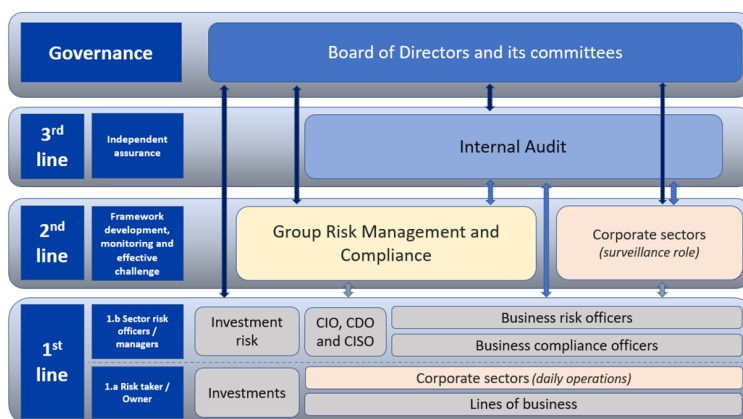 Governance
Board of Directors and its committees
3rd
line
Independent
assurance
Internal Audit
2nd
line
Framework
development,
monitoring and
effective
challenge
Group Risk Management and
Compliance
Corporate sectors
(surveillance role)
1st
line
1.b Sector risk
officers /
managers
Investment
risk
CIO, CDO
and CISO
Business risk officers
Business compliance officers
1.a Risk taker /
Owner
Investments
Corporate sectors (daily operations)
Lines of business